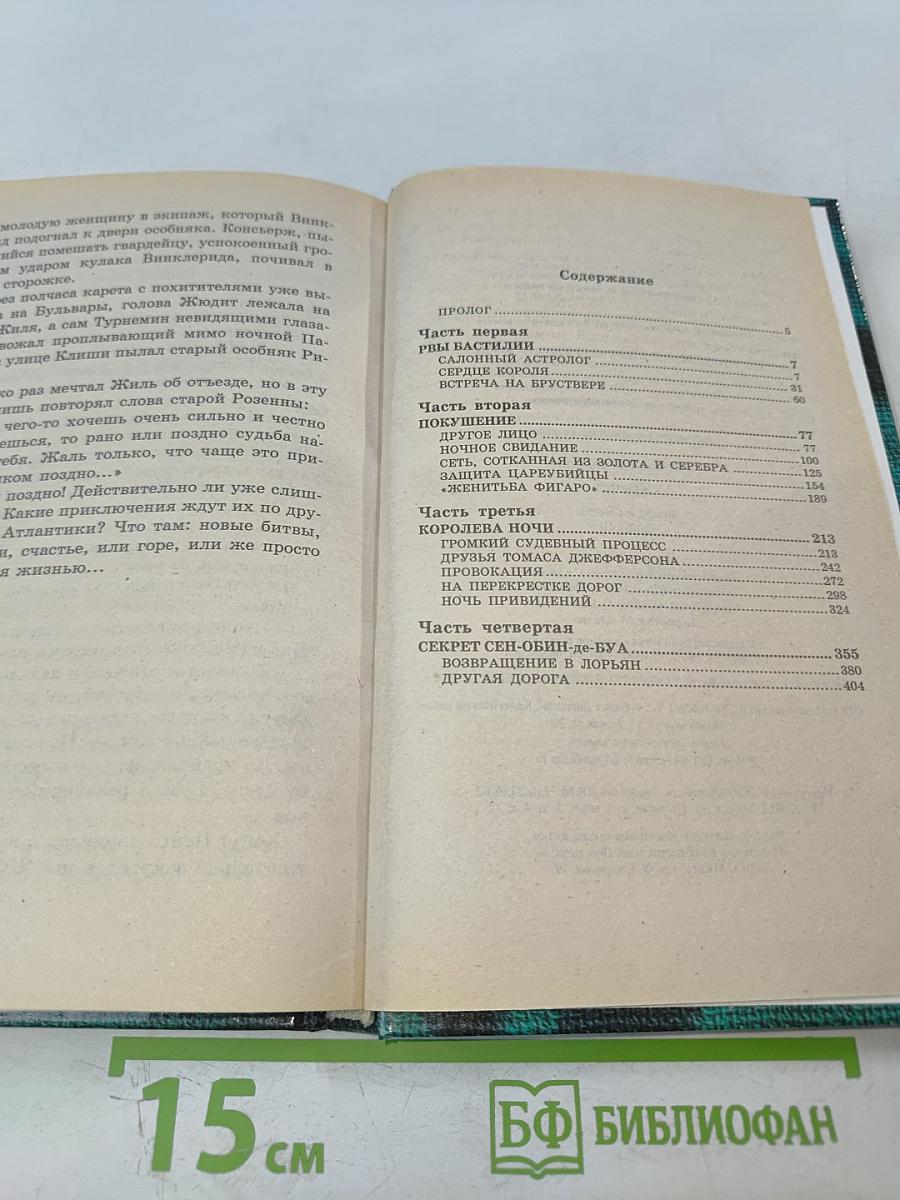 молодую женщину в экипаж, который Винк-
д подогнал к двери особняка. Консьерж, пы-
ийся помешать гвардейцу, успокоенный гро-
м ударом кулака Винклерида, почивал в
сторожке.
рез полчаса карета с похитителями уже вы-
а на Бульвары, голова Жюдит лежала на
Жиля, а сам Турнемин невидящими глаза-
вожал проплывающий мимо ночной Па-
а улице Клиши пылал старый особняк Ри-
ко раз мечтал Жиль об отъезде, но в эту
ишь повторял слова старой Розенны:
чего-то хочешь очень сильно и честно
ешься, то рано или поздно судьба на-
тебя. Жаль только, что чаще это при-
иком поздно...»
поздно! Действительно ли уже слиш-
Какие приключения ждут их по дру-
Атлантики? Что там: новые битвы,
и, счастье, или горе, или же просто
я жизнью...
Содержание
ПРОЛОГ ... 5
Часть первая
РВЫ БАСТИЛИИ ... 7
САЛОННЫЙ АСТРОЛОГ ... 7
СЕРДЦЕ КОРОЛЯ ... 31
ВСТРЕЧА НА БРУСТВЕРЕ ... 60
Часть вторая
ПОКУШЕНИЕ ... 77
ДРУГОЕ ЛИЦО ... 77
НОЧНОЕ СВИДАНИЕ ... 100
СЕТЬ, СОТКАННАЯ ИЗ ЗОЛОТА И СЕРЕБРА ... 125
ЗАЩИТА ЦАРЕУБИЙЦЫ ... 154
«ЖЕНИТЬБА ФИГАРО» ... 189
Часть третья
КОРОЛЕВА НОЧИ ... 213
ГРОМКИЙ СУДЕБНЫЙ ПРОЦЕСС ... 213
ДРУЗЬЯ ТОМАСА ДЖЕФФЕРСОНА ... 242
ПРОВОКАЦИЯ ... 272
НА ПЕРЕКРЕСТКЕ ДОРОГ ... 298
НОЧЬ ПРИВИДЕНИЙ ... 324
Часть четвертая
СЕКРЕТ СЕН-ОБИН-де-БУА ... 355
ВОЗВРАЩЕНИЕ В ЛОРЬЯН ... 380
ДРУГАЯ ДОРОГА ... 404
15 см
БФ БИБЛИОФАН